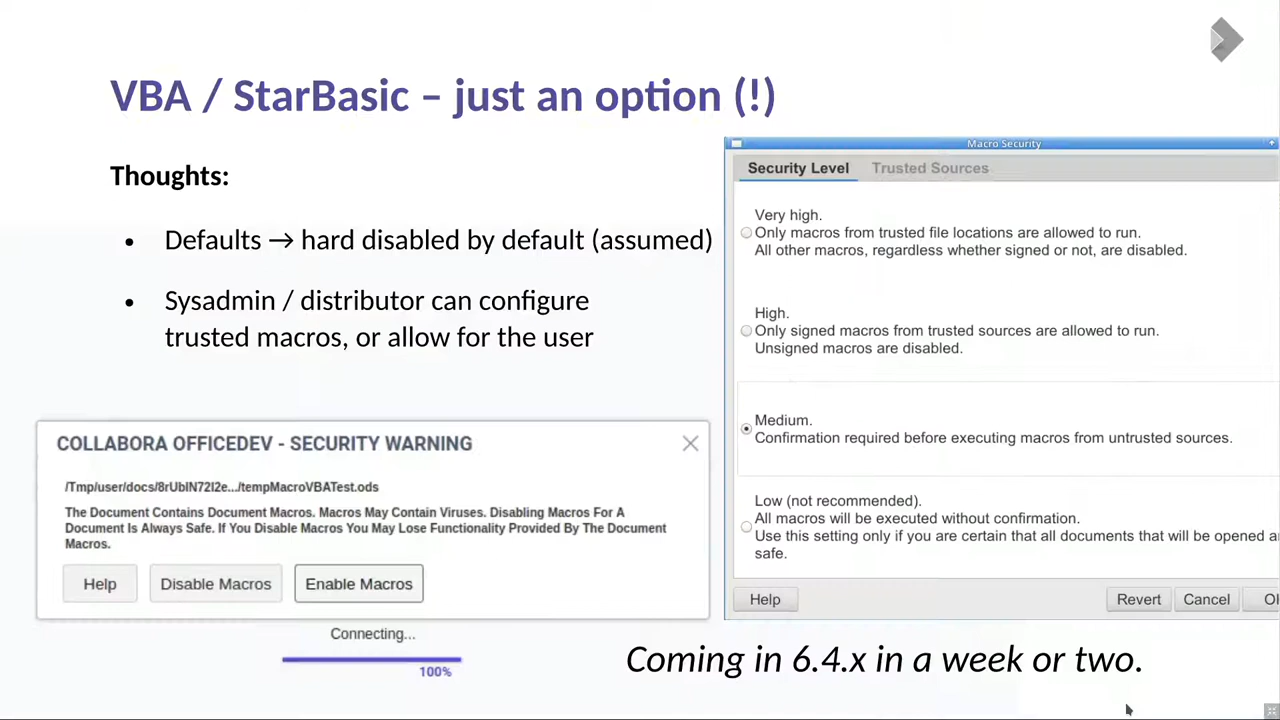 VBA / StarBasic – just an option (!)
Thoughts:
• Defaults → hard disabled by default (assumed)
• Sysadmin / distributor can configure
trusted macros, or allow for the user
COLLABORA OFFICEDEV - SECURITY WARNING
/Tmp/user/docs/8rUbIN72I2e.../tempMacroVBATest.ods
The Document Contains Document Macros. Macros May Contain Viruses. Disabling Macros For A
Document Is Always Safe. If You Disable Macros You May Lose Functionality Provided By The Document
Macros.
Help
Disable Macros
Enable Macros
Connecting...
100%
Macro Security
Security Level
Trusted Sources
Very high.
Only macros from trusted file locations are allowed to run.
All other macros, regardless whether signed or not, are disabled.
High.
Only signed macros from trusted sources are allowed to run.
Unsigned macros are disabled.
Medium.
Confirmation required before executing macros from untrusted sources.
Low (not recommended).
All macros will be executed without confirmation.
Use this setting only if you are certain that all documents that will be opened
safe.
Help
Revert
Cancel
Coming in 6.4.x in a week or two.